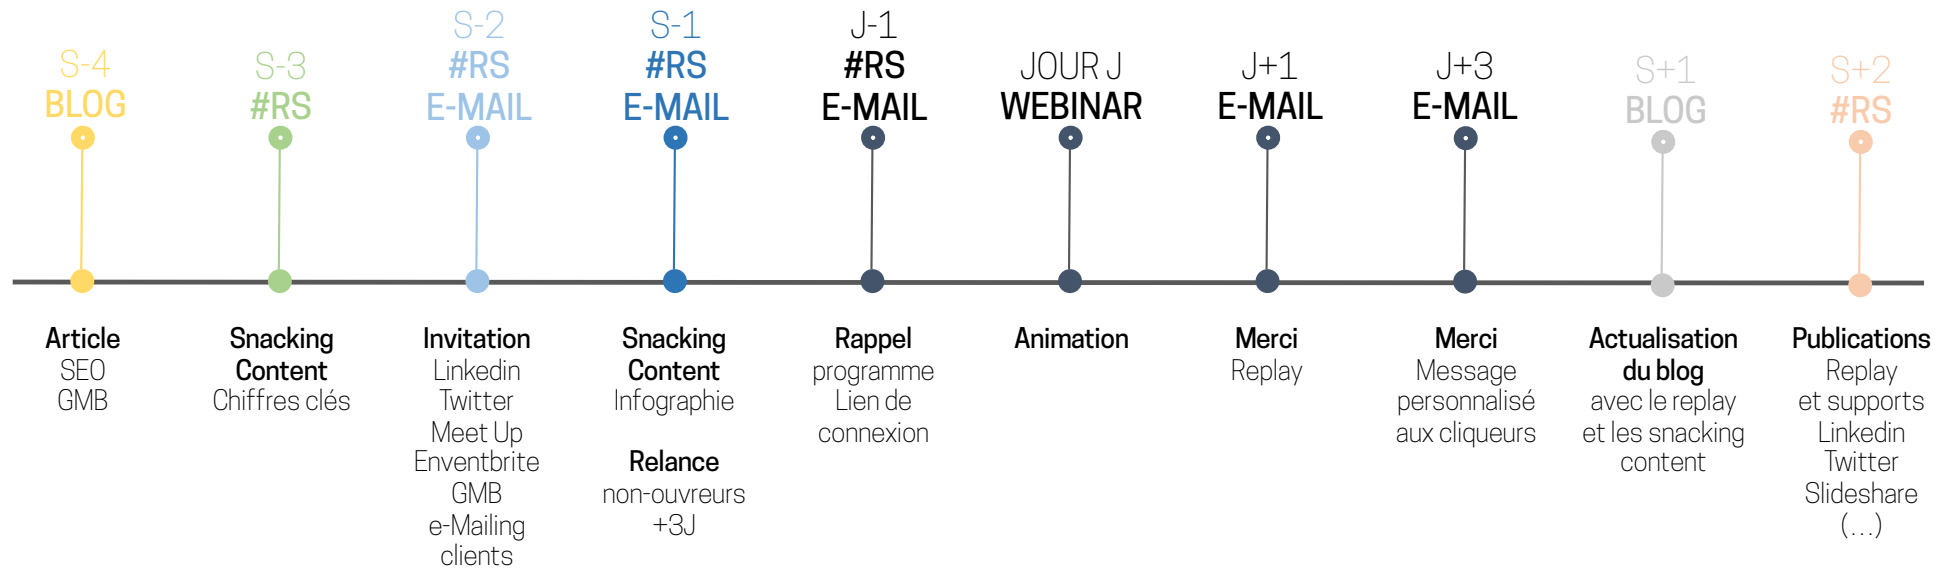 S-4
BLOG
S-3
#RS
S-2
#RS
E-MAIL
S-1
#RS
E-MAIL
J-1
#RS
E-MAIL
JOUR J
WEBINAR
J+1
E-MAIL
J+3
E-MAIL
S+1
BLOG
S+2
#RS
Article
SEO
GMB
Snacking
Content
Chiffres clés
Invitation
Linkedin
Twitter
Meet Up
Enventbrite
GMB
e-Mailing
clients
Snacking
Content
Infographie
Relance
non-ouvreurs
+3J
Rappel
programme
Lien de
connexion
Animation
Merci
Replay
Merci
Message
personnalisé
aux cliqueurs
Actualisation
du blog
avec le replay
et les snacking
content
Publications
Replay
et supports
Linkedin
Twitter
Slideshare
(...)